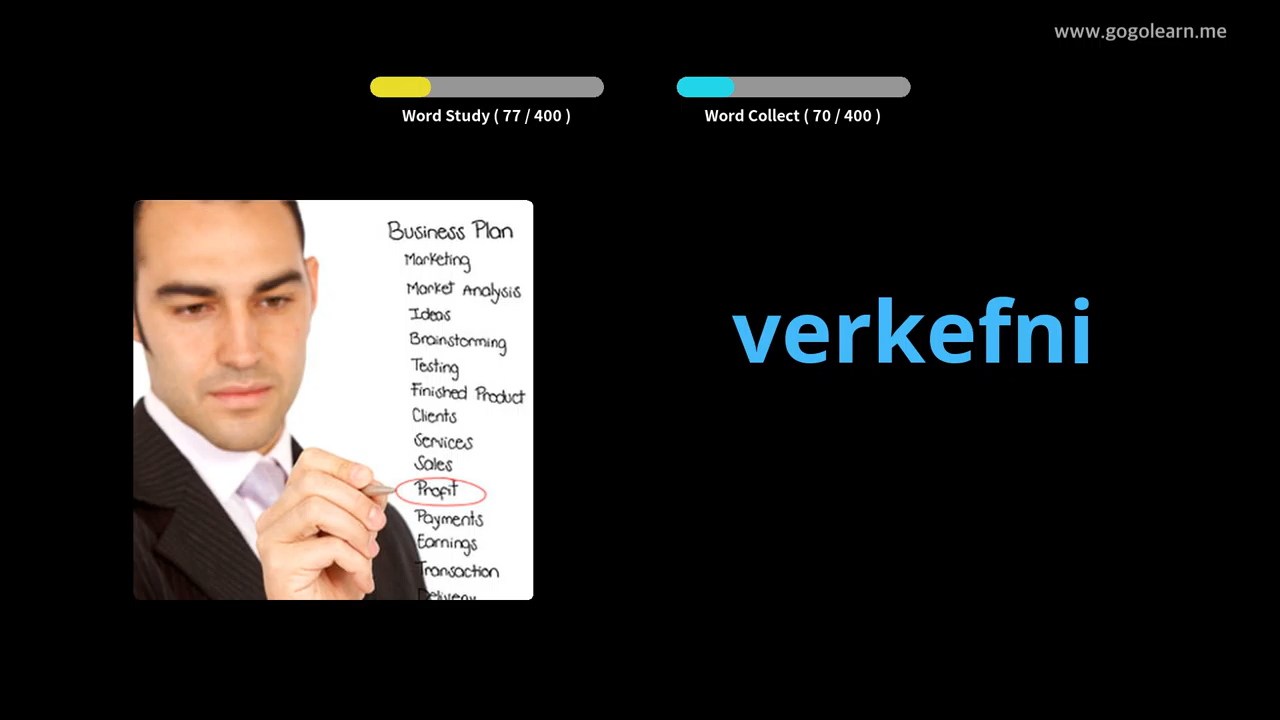 www.gogolearn.me
Word Study ( 77 / 400 )
Word Collect ( 70 / 400 )
Business Plan
Marketing
Market Analysis
Ideas
Brainstorming
Testing
Finished Product
Clients
Services
Sales
Profit
Payments
Earnings
Transaction
Delivery
verkefni